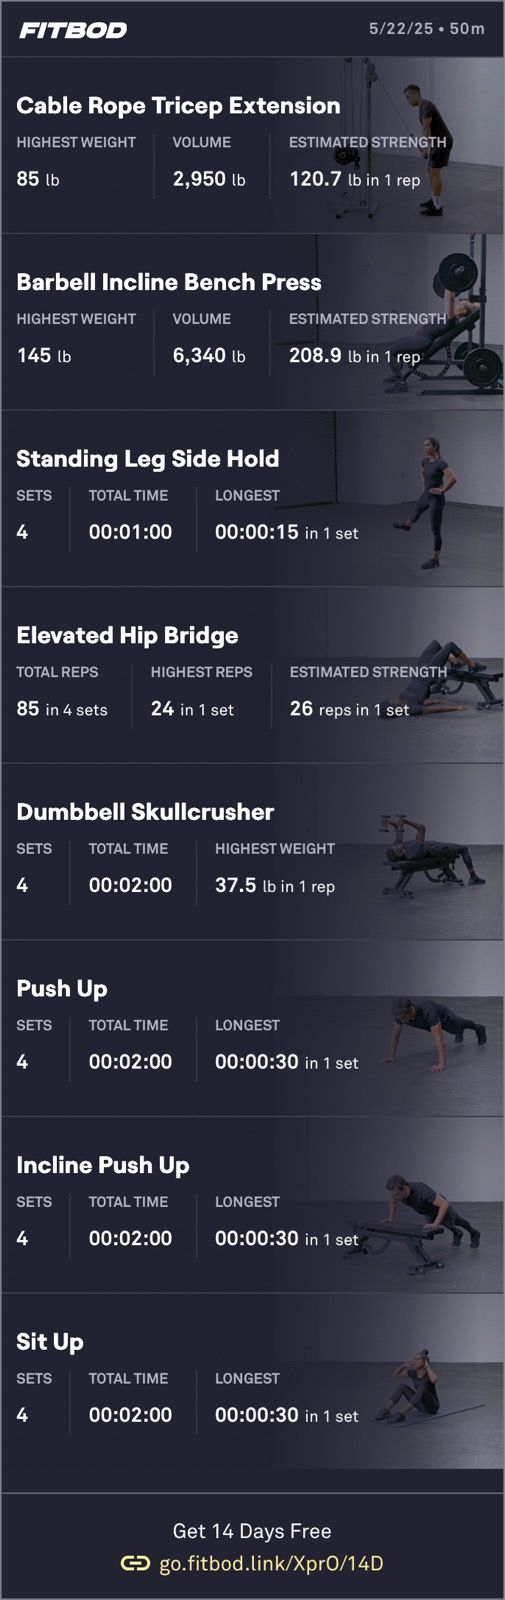 FITBOD 5/22/25 • 50m
Cable Rope Tricep Extension
HIGHEST WEIGHT VOLUME ESTIMATED STRENGTH
85 lb 2,950 lb 120.7 lb in 1 rep
Barbell Incline Bench Press
HIGHEST WEIGHT VOLUME ESTIMATED STRENGTH
145 lb 6,340 lb 208.9 lb in 1 rep
Standing Leg Side Hold
SETS TOTAL TIME LONGEST
4 00:01:00 00:00:15 in 1 set
Elevated Hip Bridge
TOTAL REPS HIGHEST REPS ESTIMATED STRENGTH
85 in 4 sets 24 in 1 set 26 reps in 1 set
Dumbbell Skullcrusher
SETS TOTAL TIME HIGHEST WEIGHT
4 00:02:00 37.5 lb in 1 rep
Push Up
SETS TOTAL TIME LONGEST
4 00:02:00 00:00:30 in 1 set
Incline Push Up
SETS TOTAL TIME LONGEST
4 00:02:00 00:00:30 in 1 set
Sit Up
SETS TOTAL TIME LONGEST
4 00:02:00 00:00:30 in 1 set
Get 14 Days Free
go.fitbod.link/XprO/14D